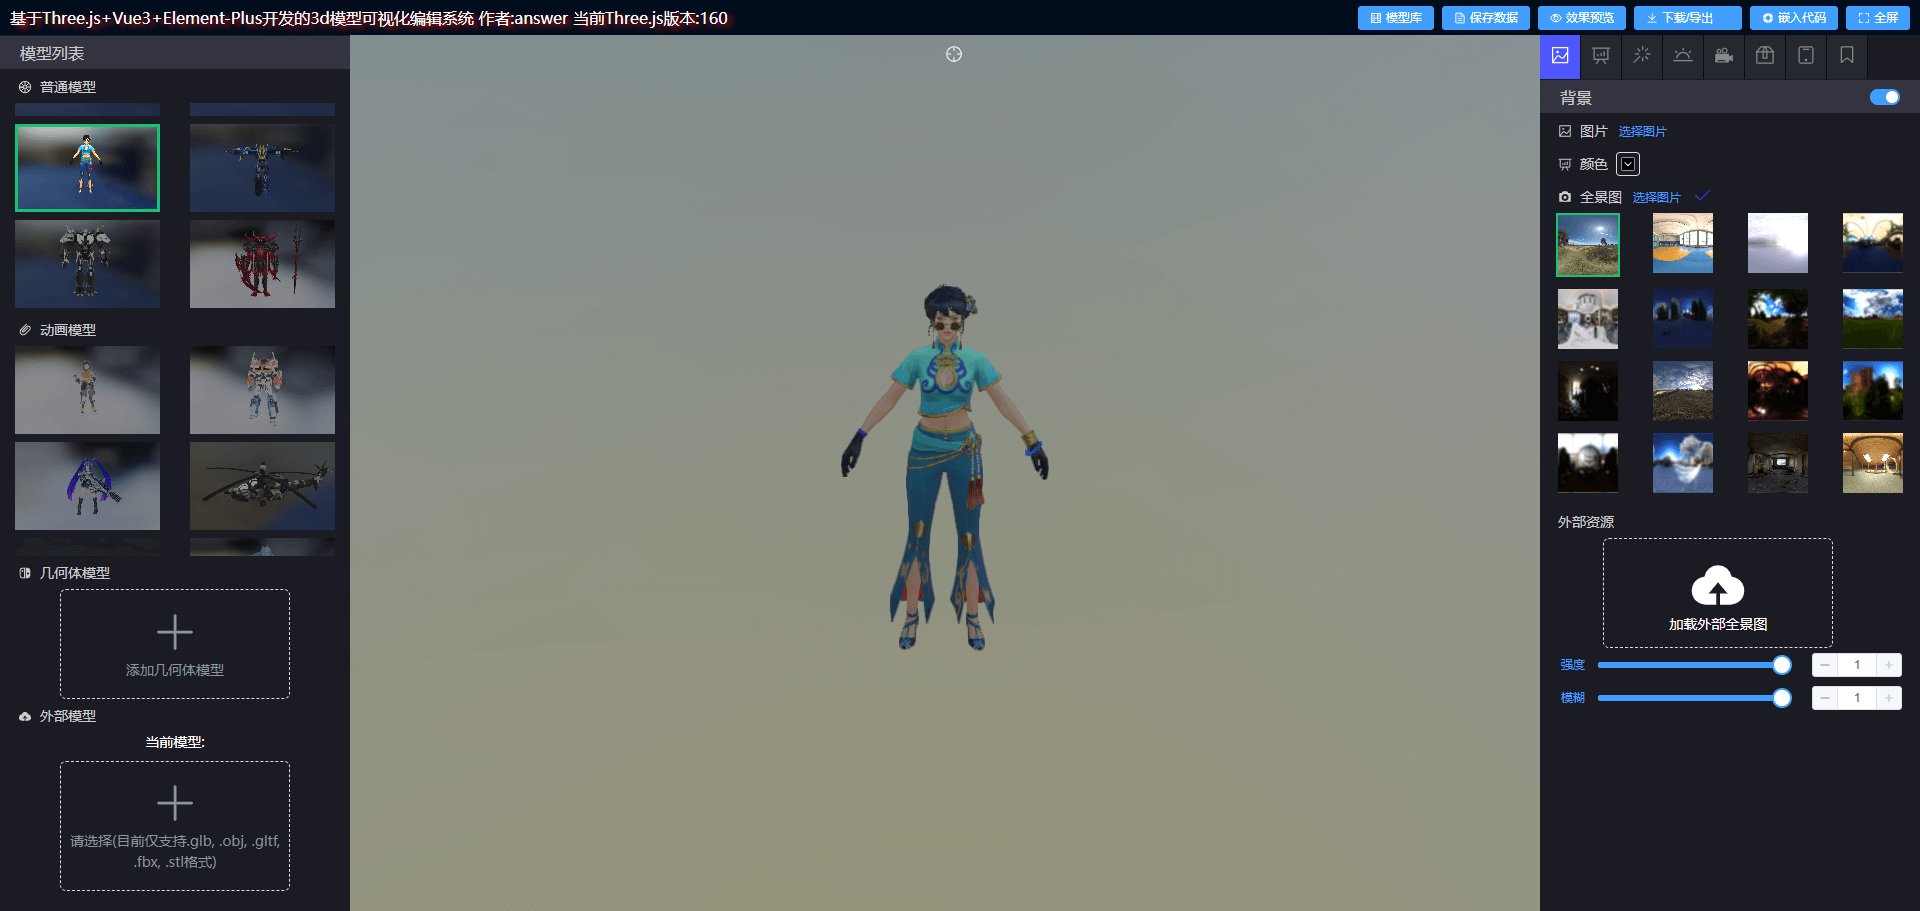 基于Three.js+Vue3+Element-Plus开发的3d模型可视化编辑系统 作者:answer 当前Three.js版本:160
模型库
保存数据
效果预览
下载/导出
嵌入代码
全屏
模型列表
普通模型
动画模型
几何体模型
添加几何体模型
外部模型
当前模型:
请选择(目前仅支持.glb, .obj, .gltf,
.fbx, .stl格式)
背景
图片 选择图片
颜色
全景图 选择图片
外部资源
加载外部全景图
强度 1
模糊 1